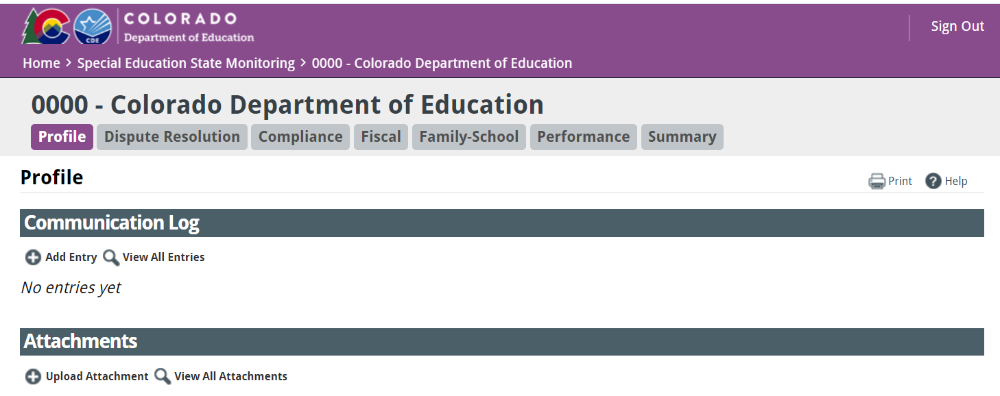 COLORADO
Department of Education
CDE
Sign Out
Home > Special Education State Monitoring > 0000 - Colorado Department of Education
0000 - Colorado Department of Education
Profile Dispute Resolution Compliance Fiscal Family-School Performance Summary
Profile
Print Help
Communication Log
Add Entry View All Entries
No entries yet
Attachments
Upload Attachment View All Attachments